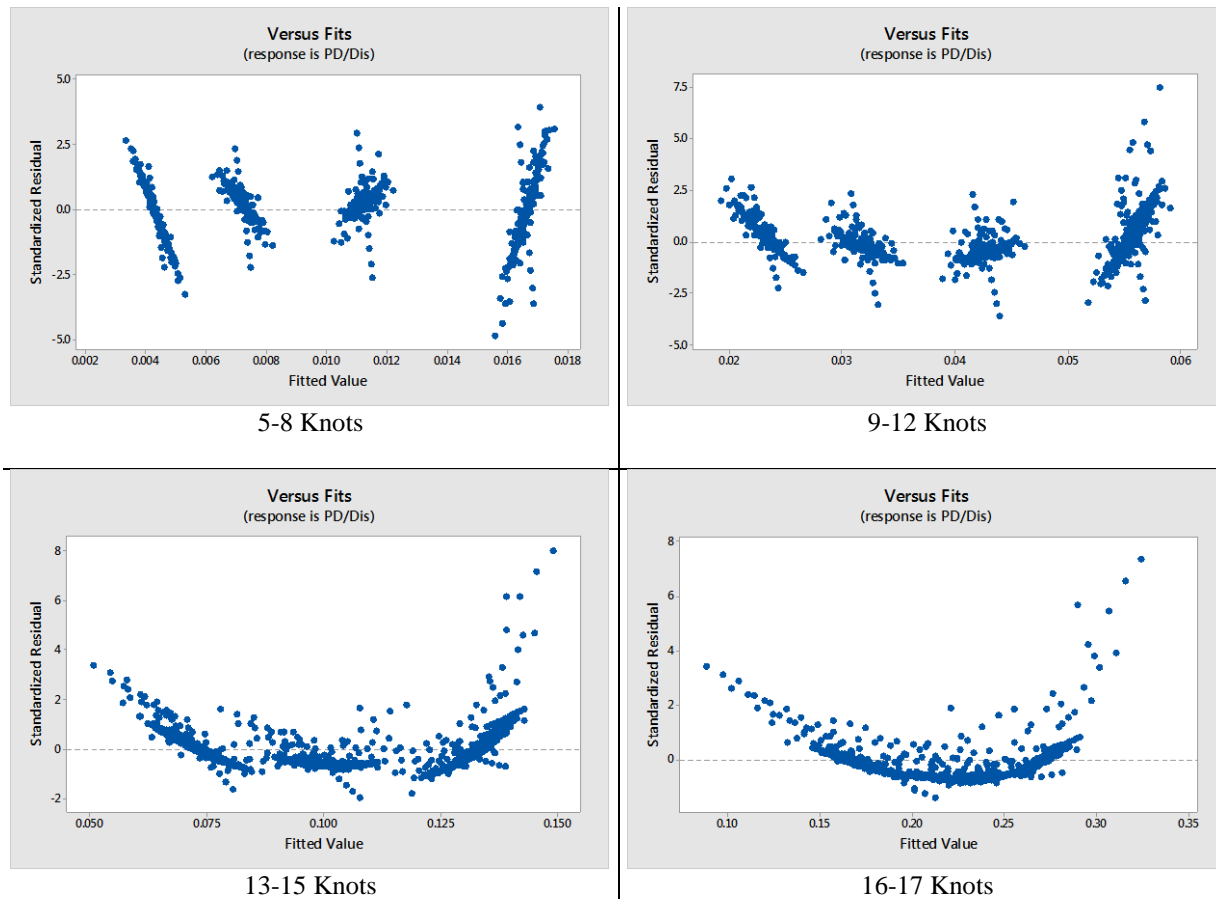 Versus Fits
(response is PD/Dis)
5.0
2.5
0.0
-2.5
-5.0
Standardized Residual
0.002 0.004 0.006 0.008 0.010 0.012 0.014 0.016 0.018
Fitted Value
5-8 Knots
Versus Fits
(response is PD/Dis)
7.5
5.0
2.5
0.0
-2.5
-5.0
Standardized Residual
0.02 0.03 0.04 0.05 0.06
Fitted Value
9-12 Knots
Versus Fits
(response is PD/Dis)
8
6
4
2
0
-2
Standardized Residual
0.050 0.075 0.100 0.125 0.150
Fitted Value
13-15 Knots
Versus Fits
(response is PD/Dis)
8
6
4
2
0
Standardized Residual
0.10 0.15 0.20 0.25 0.30 0.35
Fitted Value
16-17 Knots